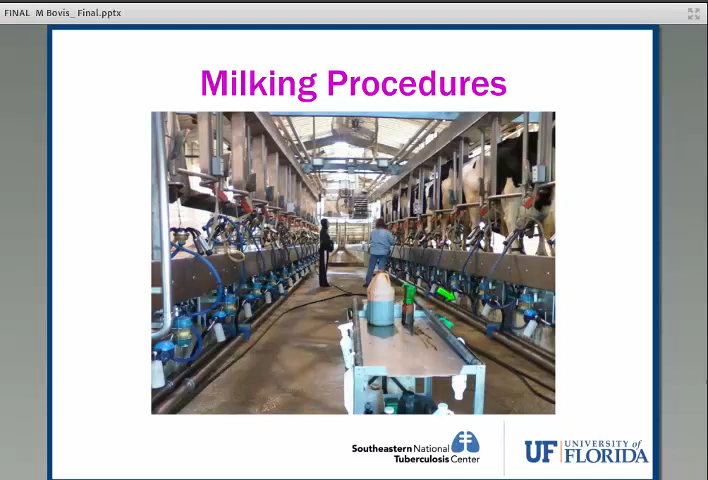 FINAL M Bovis_ Final.pptx
Milking Procedures
Southeastern National
Tuberculosis Center
UF UNIVERSITY of
FLORIDA